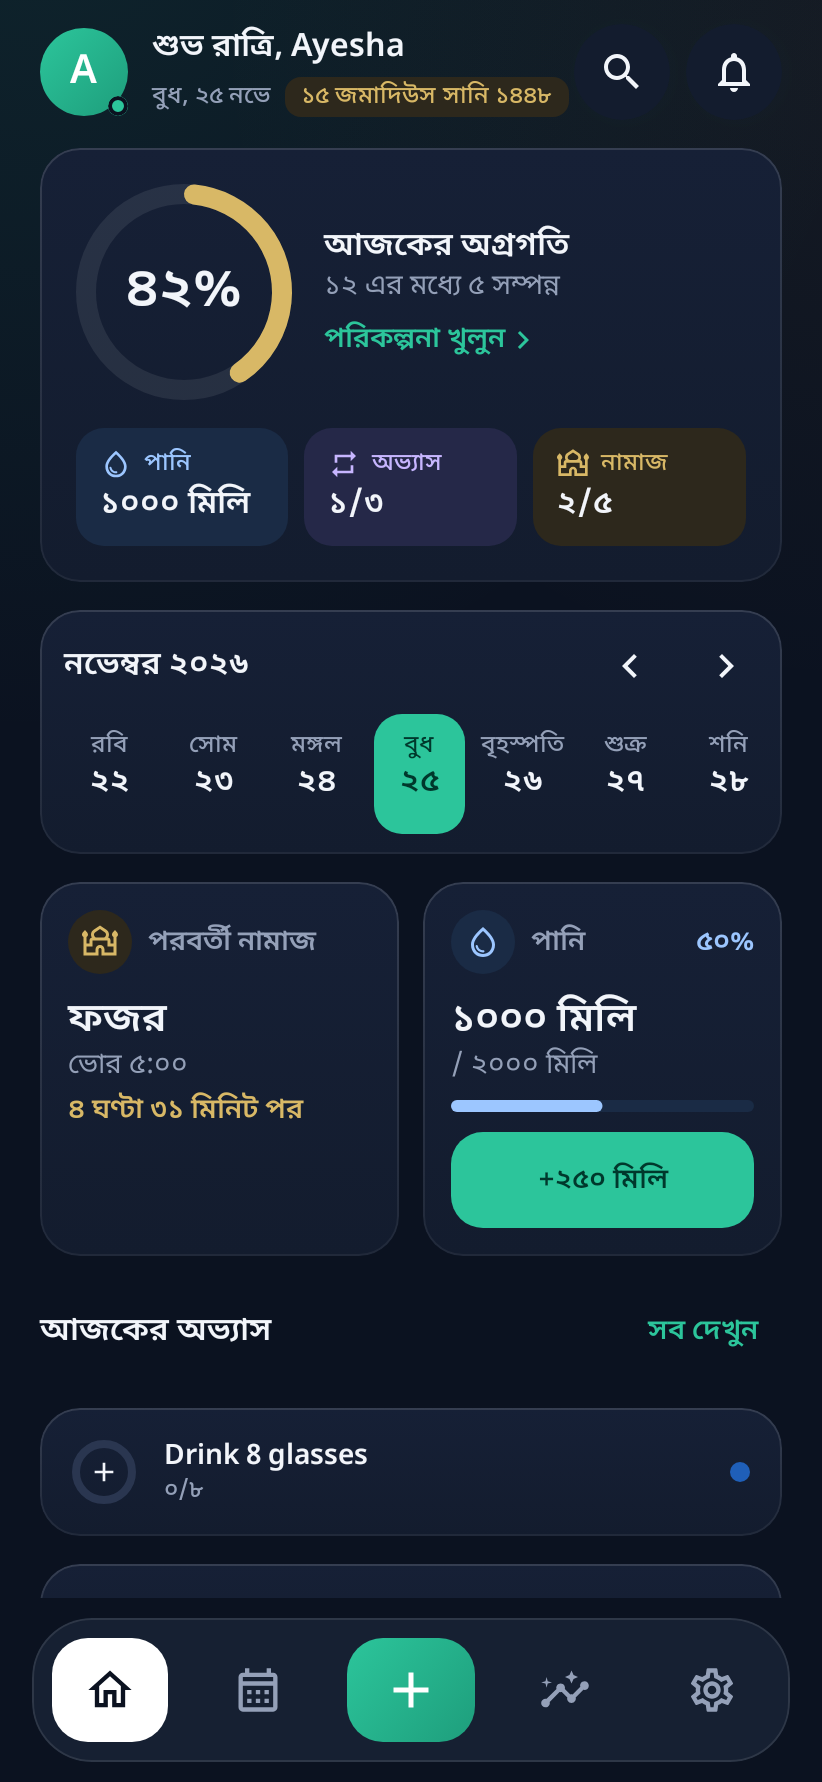 A
শুভ রাত্রি, Ayesha
বুধ, ২৫ নভে
১৫ জমাদিউস সানি ১৪৪৮
৪২%
আজকের অগ্রগতি
১২ এর মধ্যে ৫ সম্পন্ন
পরিকল্পনা খুলুন
পানি
১০০০ মিলি
অভ্যাস
১/৩
নামাজ
২/৫
নভেম্বর ২০২৬
রবি সোম মঙ্গল বুধ বৃহস্পতি শুক্র শনি
২২ ২৩ ২৪ ২৫ ২৬ ২৭ ২৮
পরবর্তী নামাজ
ফজর
ভোর ৫:০০
৪ ঘণ্টা ৩১ মিনিট পর
পানি ৫০%
১০০০ মিলি
/ ২০০০ মিলি
+২৫০ মিলি
আজকের অভ্যাস সব দেখুন
Drink 8 glasses
০/৮